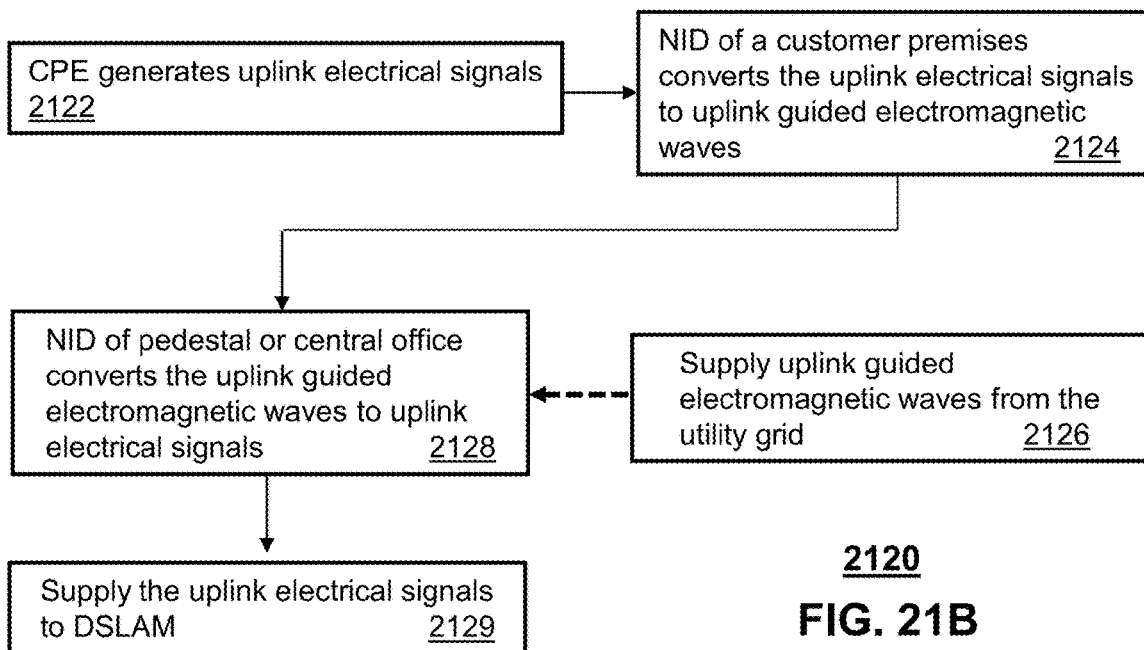 CPE generates uplink electrical signals
2122
NID of a customer premises
converts the uplink electrical signals
to uplink guided electromagnetic
waves 2124
NID of pedestal or central office
converts the uplink guided
electromagnetic waves to uplink
electrical signals 2128
Supply uplink guided
electromagnetic waves from the
utility grid 2126
Supply the uplink electrical signals
to DSLAM 2129
2120
FIG. 21B